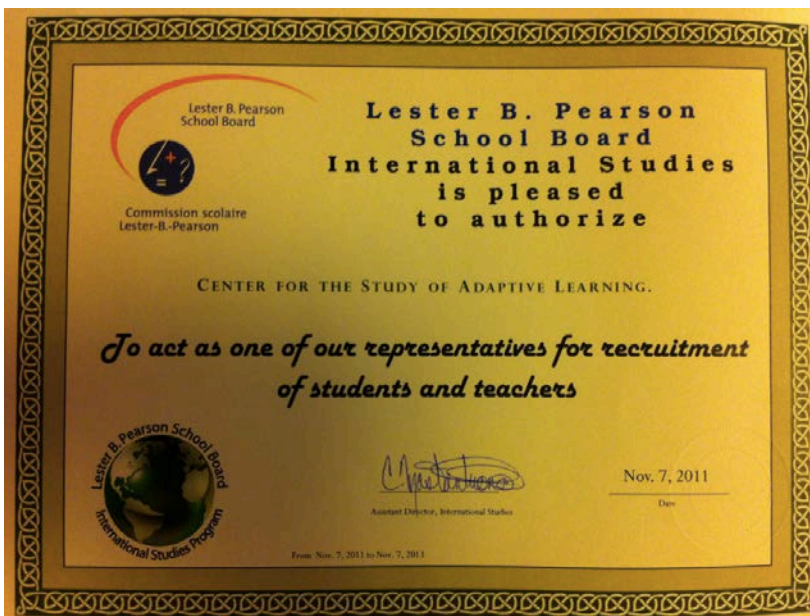 Lester B. Pearson
School Board
Commission scolaire
Lester-B.-Pearson
Lester B. Pearson
School Board
International Studies
is pleased
to authorize
CENTER FOR THE STUDY OF ADAPTIVE LEARNING.
To act as one of our representatives for recruitment
of students and teachers
Lester B. Pearson School Board
International Studies Program
Assistant Director, International Studies
Nov. 7, 2011
Date
From Nov. 7, 2011 to Nov. 7, 2013